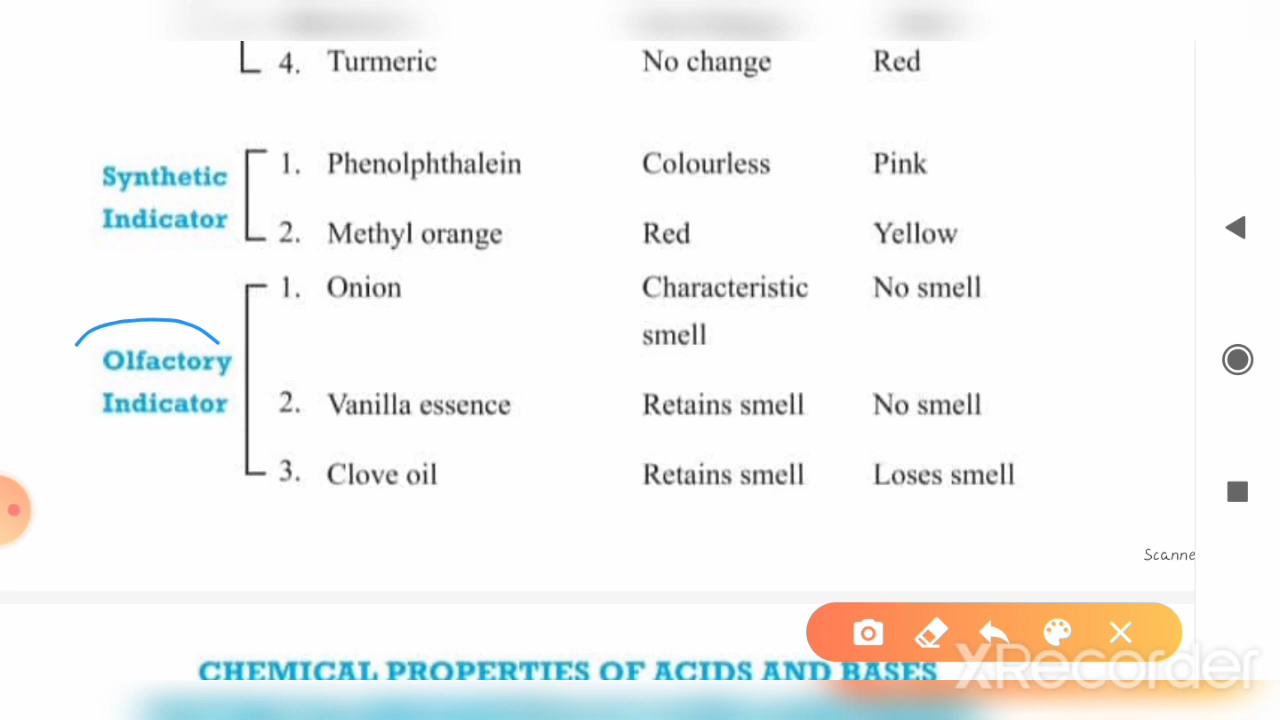 4. Turmeric No change Red
Synthetic Indicator 1. Phenolphthalein Colourless Pink
2. Methyl orange Red Yellow
Olfactory Indicator 1. Onion Characteristic smell No smell
2. Vanilla essence Retains smell No smell
3. Clove oil Retains smell Loses smell
Scanne
CHEMICAL PROPERTIES OF ACIDS AND BASES
XRecorder